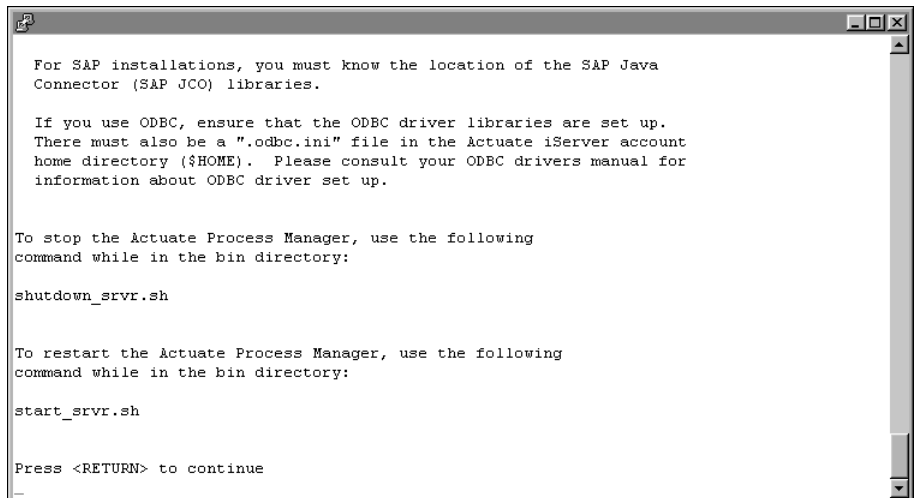 For SAP installations, you must know the location of the SAP Java
Connector (SAP JCO) libraries.
If you use ODBC, ensure that the ODBC driver libraries are set up.
There must also be a ".odbc.ini" file in the Actuate iServer account
home directory ($HOME).  Please consult your ODBC drivers manual for
information about ODBC driver set up.
To stop the Actuate Process Manager, use the following
command while in the bin directory:
shutdown_srvr.sh
To restart the Actuate Process Manager, use the following
command while in the bin directory:
start_srvr.sh
Press <RETURN> to continue